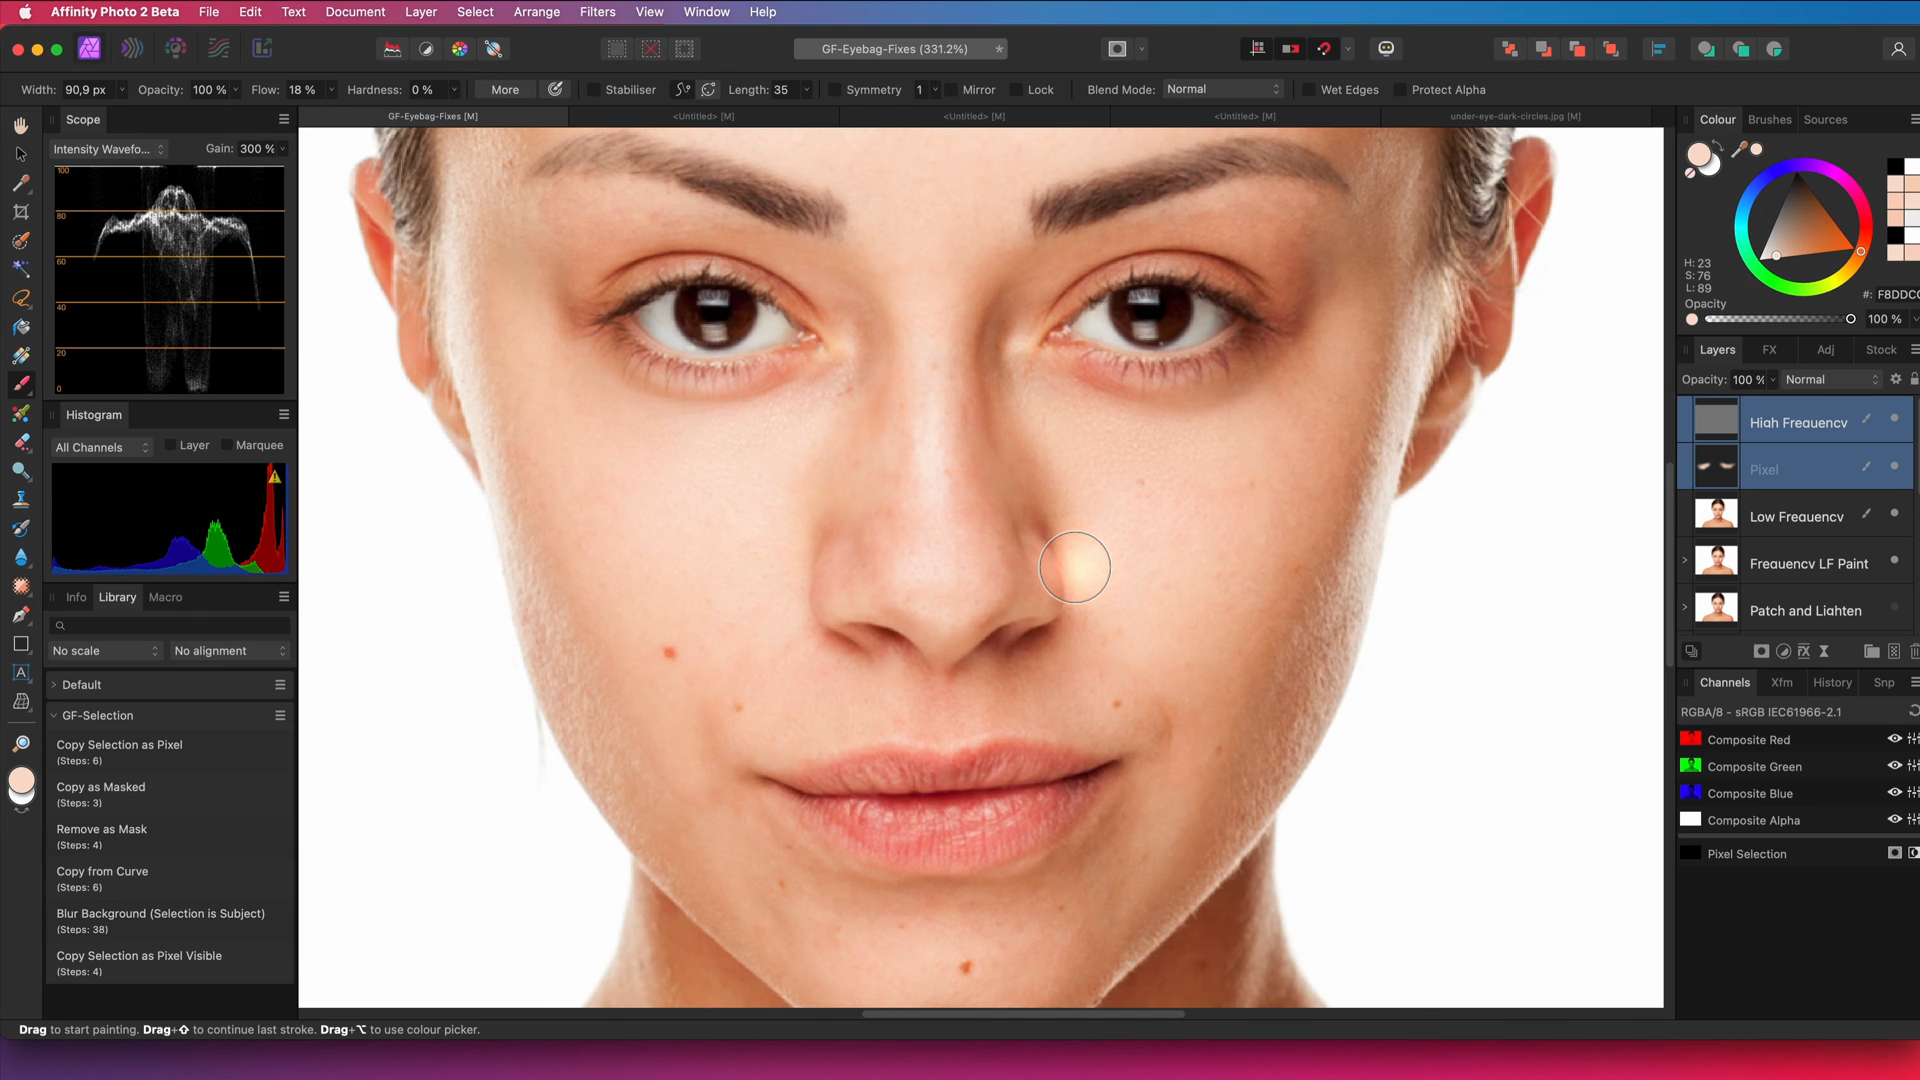 Affinity Photo 2 Beta File Edit Text Document Layer Select Arrange Filters View Window Help
GF-Eyebag-Fixes (331.2%) *
Width: 90,9 px Opacity: 100 % Flow: 18 % Hardness: 0 % More Stabiliser Length: 35 Symmetry 1 Mirror Lock Blend Mode: Normal Wet Edges Protect Alpha
GF-Eyebag-Fixes [M] <Untitled> [M] <Untitled> [M] <Untitled> [M] under-eye-dark-circles.jpg [M]
Scope
Intensity Wavefo... Gain: 300 %
100
80
60
40
20
0
Histogram
All Channels Layer Marquee
Info Library Macro
No scale No alignment
Default
GF-Selection
Copy Selection as Pixel
(Steps: 6)
Copy as Masked
(Steps: 3)
Remove as Mask
(Steps: 4)
Copy from Curve
(Steps: 6)
Blur Background (Selection is Subject)
(Steps: 38)
Copy Selection as Pixel Visible
(Steps: 4)
Colour Brushes Sources
H: 23
S: 76
L: 89
#: F8DDC
Opacity
100 %
Layers FX Adj Stock
Opacity: 100 % Normal
High Frequency
Pixel
Low Frequency
Frequency LF Paint
Patch and Lighten
Channels Xfm History Snp
RGBA/8 - sRGB IEC61966-2.1
Composite Red
Composite Green
Composite Blue
Composite Alpha
Pixel Selection
Drag to start painting. Drag+⇧ to continue last stroke. Drag+⌥ to use colour picker.